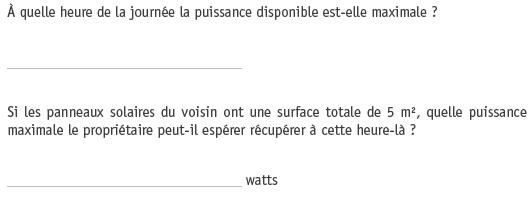 À quelle heure de la journée la puissance disponible est-elle maximale ?
Si les panneaux solaires du voisin ont une surface totale de 5 m², quelle puissance
maximale le propriétaire peut-il espérer récupérer à cette heure-là ?
watts